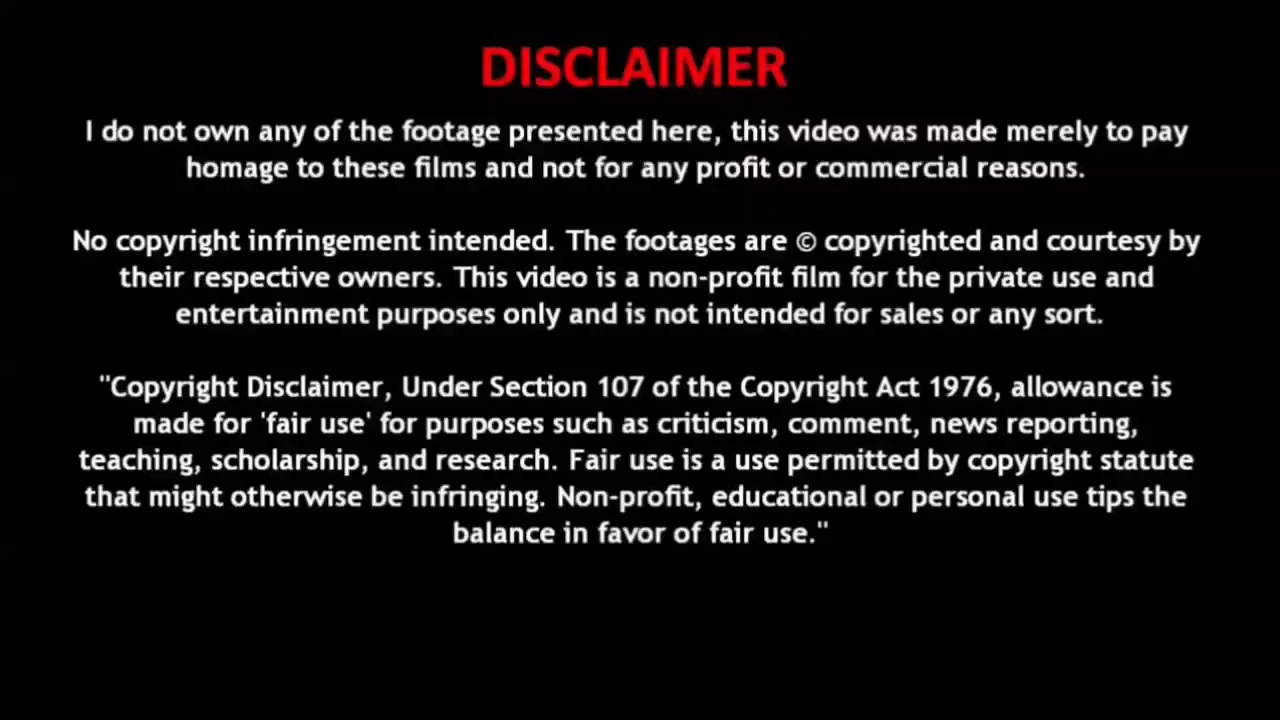 DISCLAIMER
I do not own any of the footage presented here, this video was made merely to pay
homage to these films and not for any profit or commercial reasons.
No copyright infringement intended. The footages are © copyrighted and courtesy by
their respective owners. This video is a non-profit film for the private use and
entertainment purposes only and is not intended for sales or any sort.
"Copyright Disclaimer, Under Section 107 of the Copyright Act 1976, allowance is
made for 'fair use' for purposes such as criticism, comment, news reporting,
teaching, scholarship, and research. Fair use is a use permitted by copyright statute
that might otherwise be infringing. Non-profit, educational or personal use tips the
balance in favor of fair use."